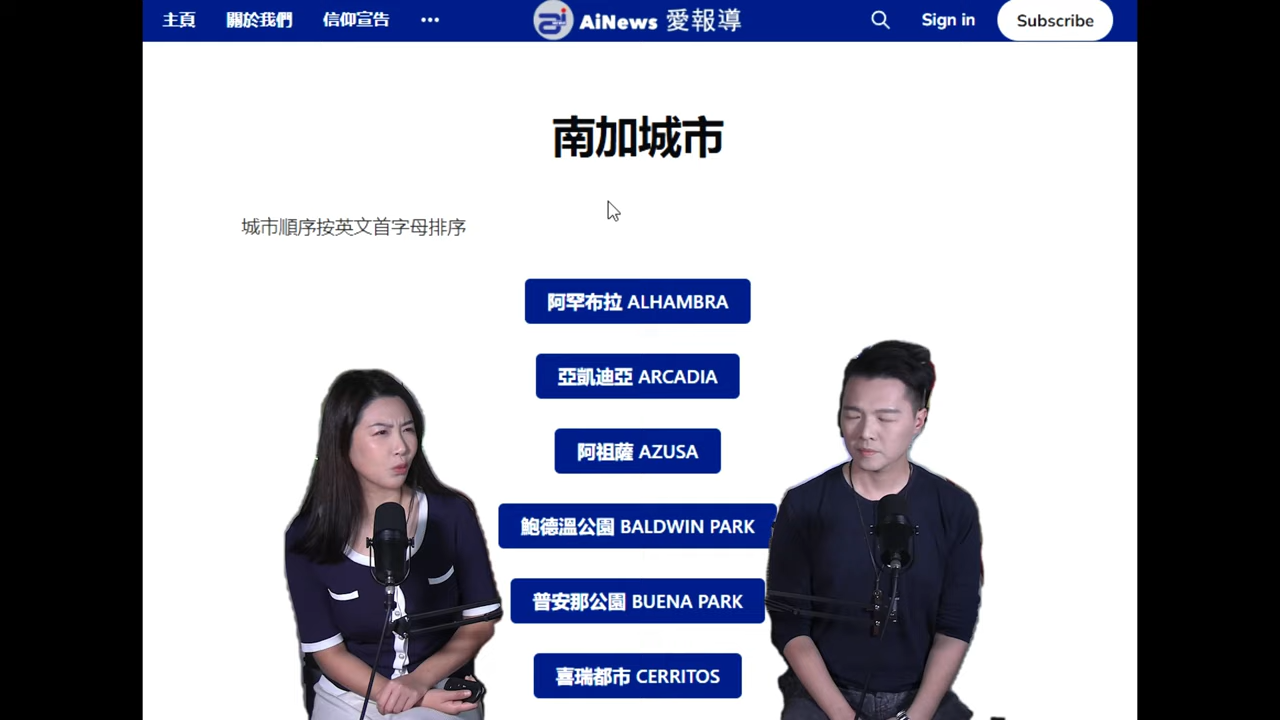 主頁 關於我們 信仰宣告 ••• AiNews 愛報導 Sign in Subscribe
南加城市
城市順序按英文首字母排序
阿罕布拉 ALHAMBRA
亞凱迪亞 ARCADIA
阿祖薩 AZUSA
鮑德溫公園 BALDWIN PARK
普安那公園 BUENA PARK
喜瑞都市 CERRITOS